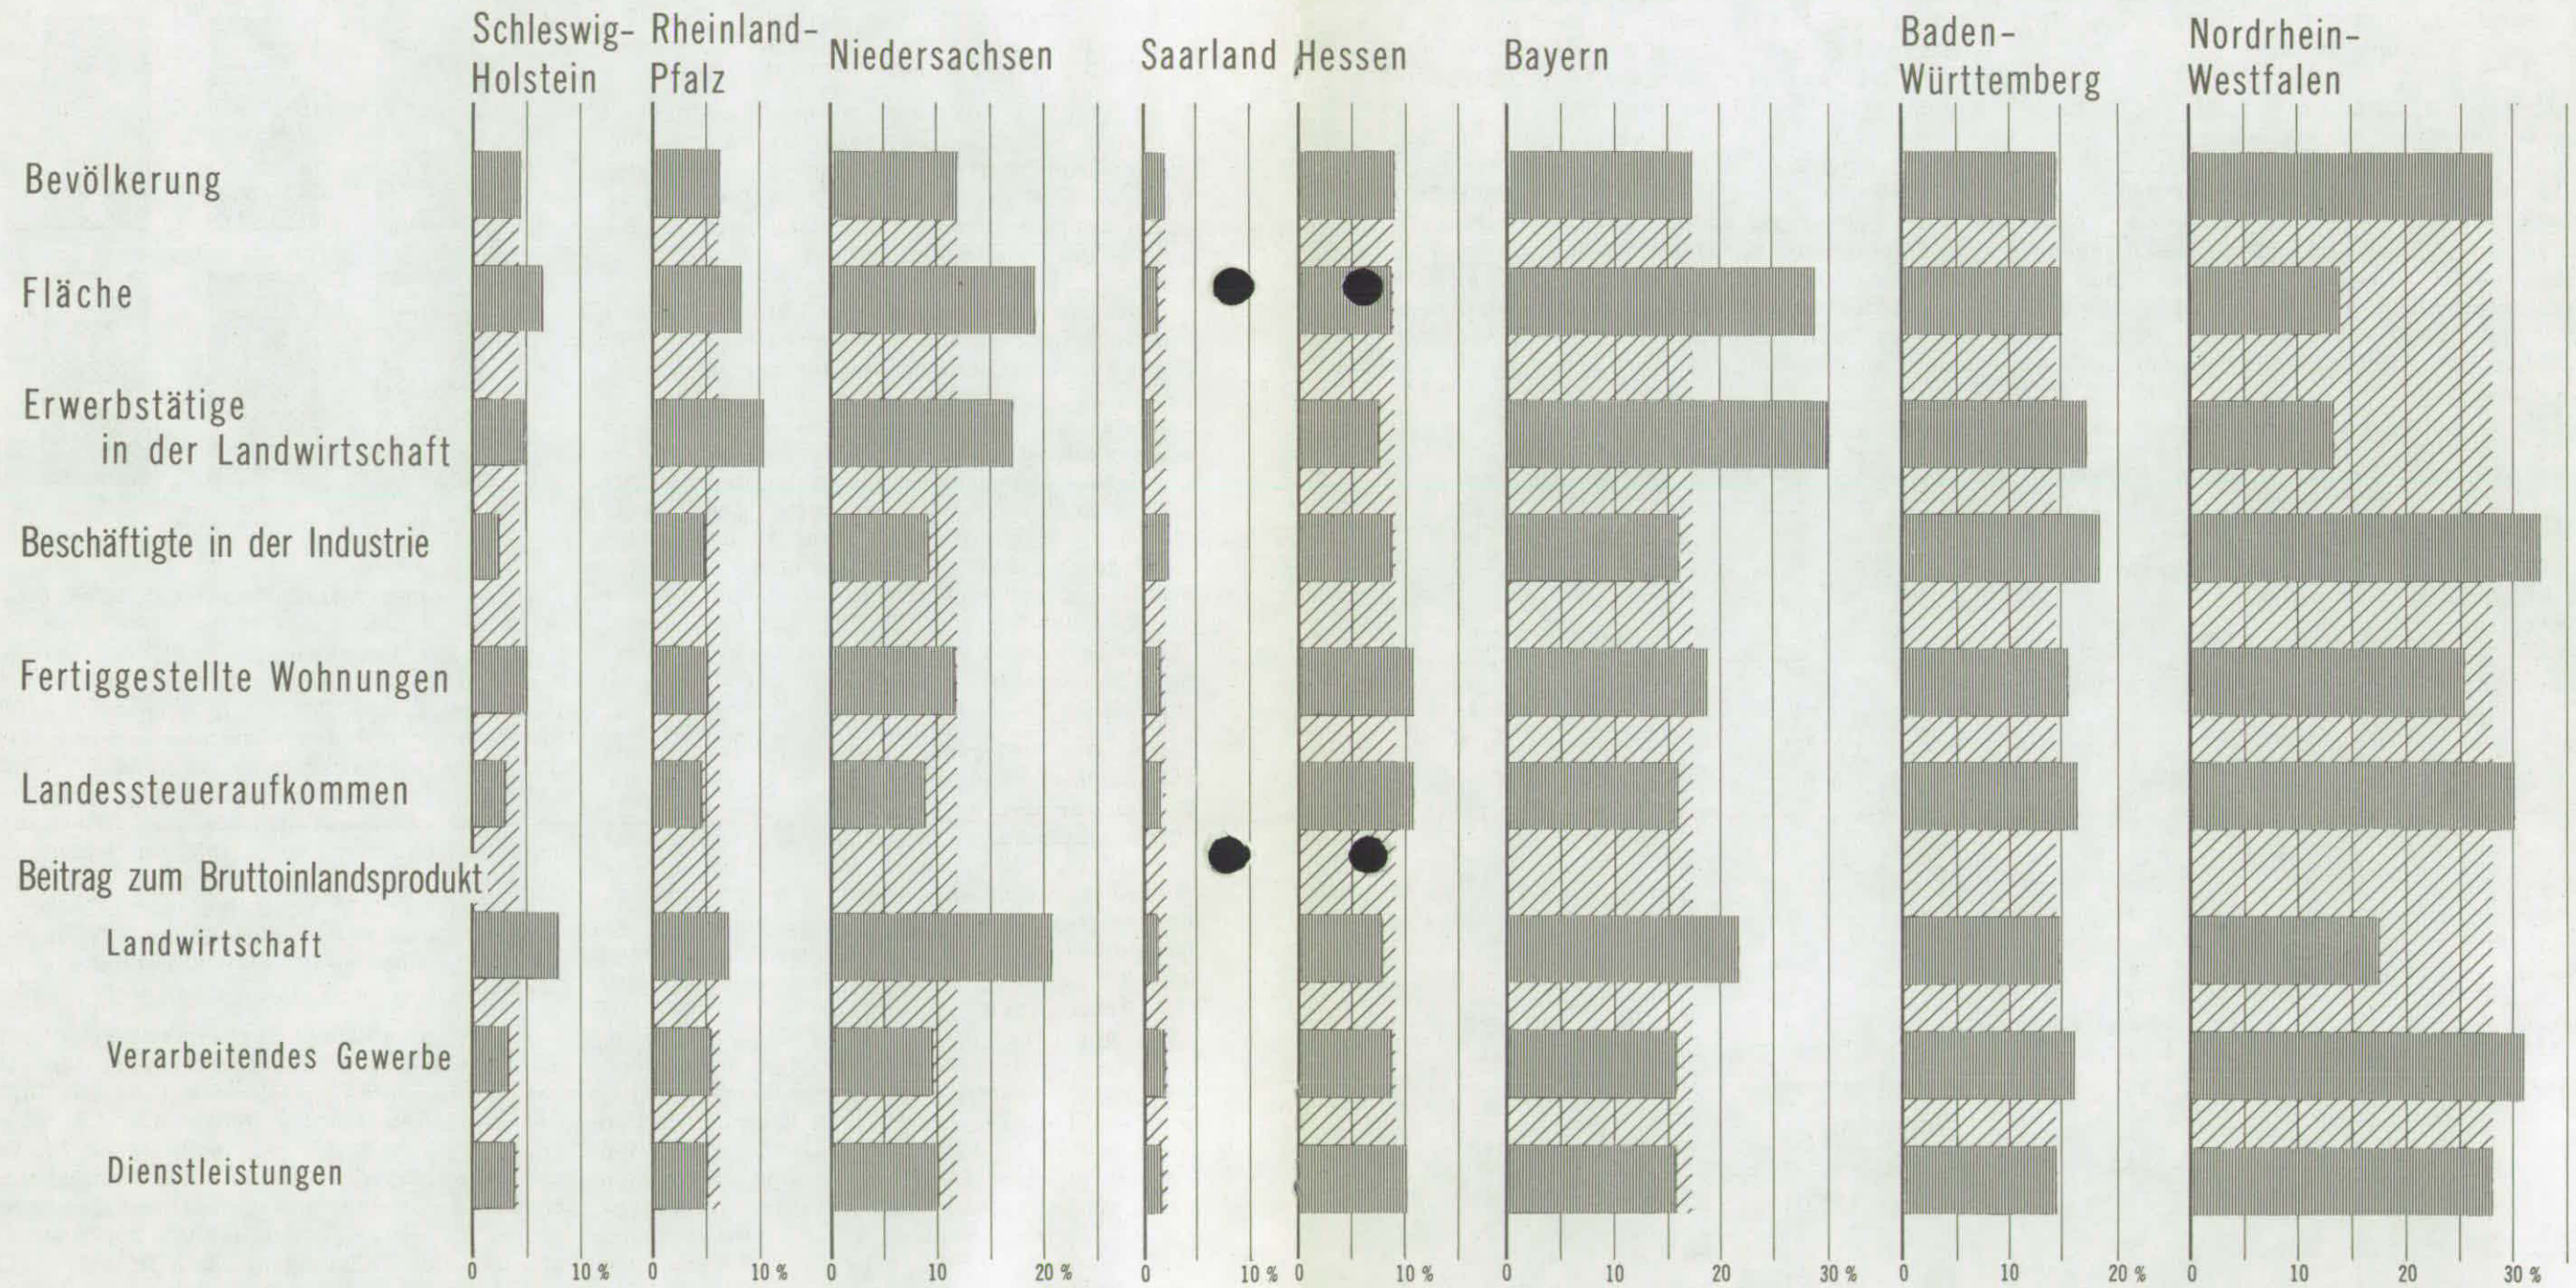 Schleswig-
Holstein
Rheinland-
Pfalz
Niedersachsen
Saarland
Hessen
Bayern
Baden-
Württemberg
Nordrhein-
Westfalen
Bevölkerung
Fläche
Erwerbstätige
in der Landwirtschaft
Beschäftigte in der Industrie
Fertiggestellte Wohnungen
Landessteueraufkommen
Beitrag zum Bruttoinlandsprodukt
Landwirtschaft
Verarbeitendes Gewerbe
Dienstleistungen
0 10 %
0 10 %
0 10 20 %
0 10 %
0 10 %
0 10 20 30 %
0 10 20 %
0 10 20 30 %